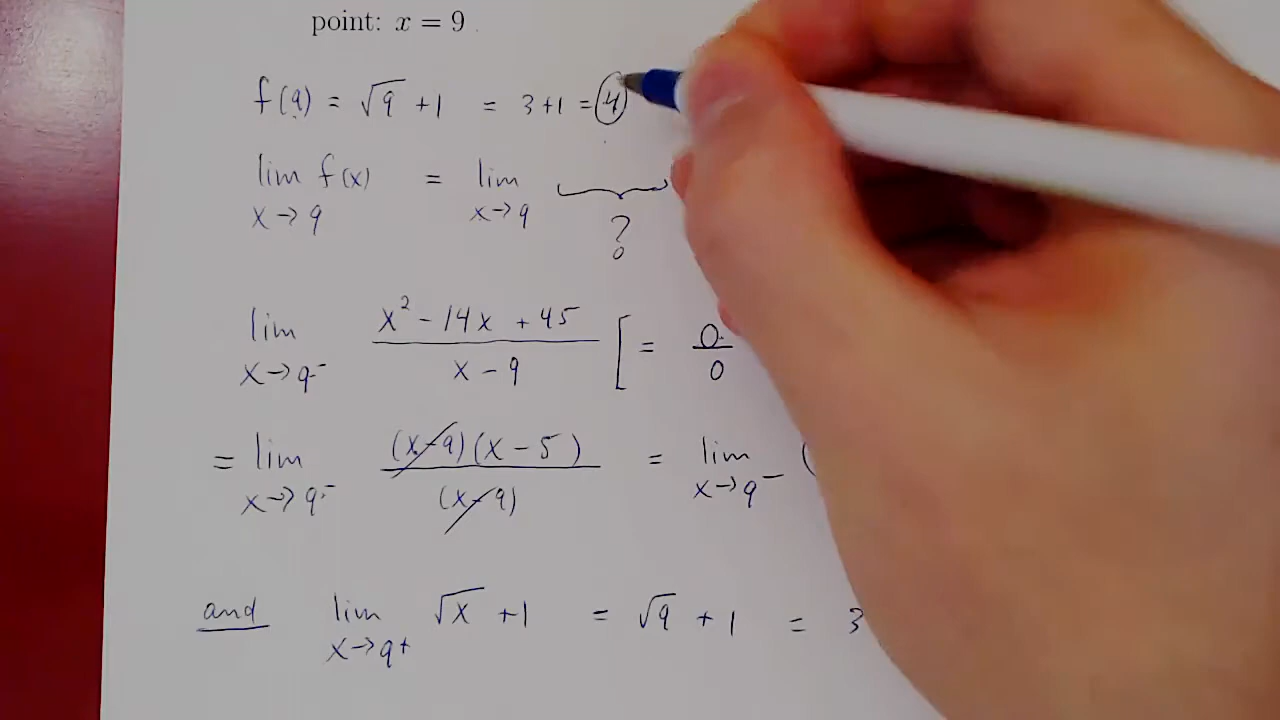 point: x = 9
f(9) = √9 + 1 = 3 + 1 = 4
lim f(x) = lim
x→9 x→9 ?
lim x² - 14x + 45 [ = 0
x→9⁻ x - 9 0
= lim (x-9)(x-5) = lim (
x→9⁻ (x-9) x→9⁻
and lim √x + 1 = √9 + 1 = 3
x→9+